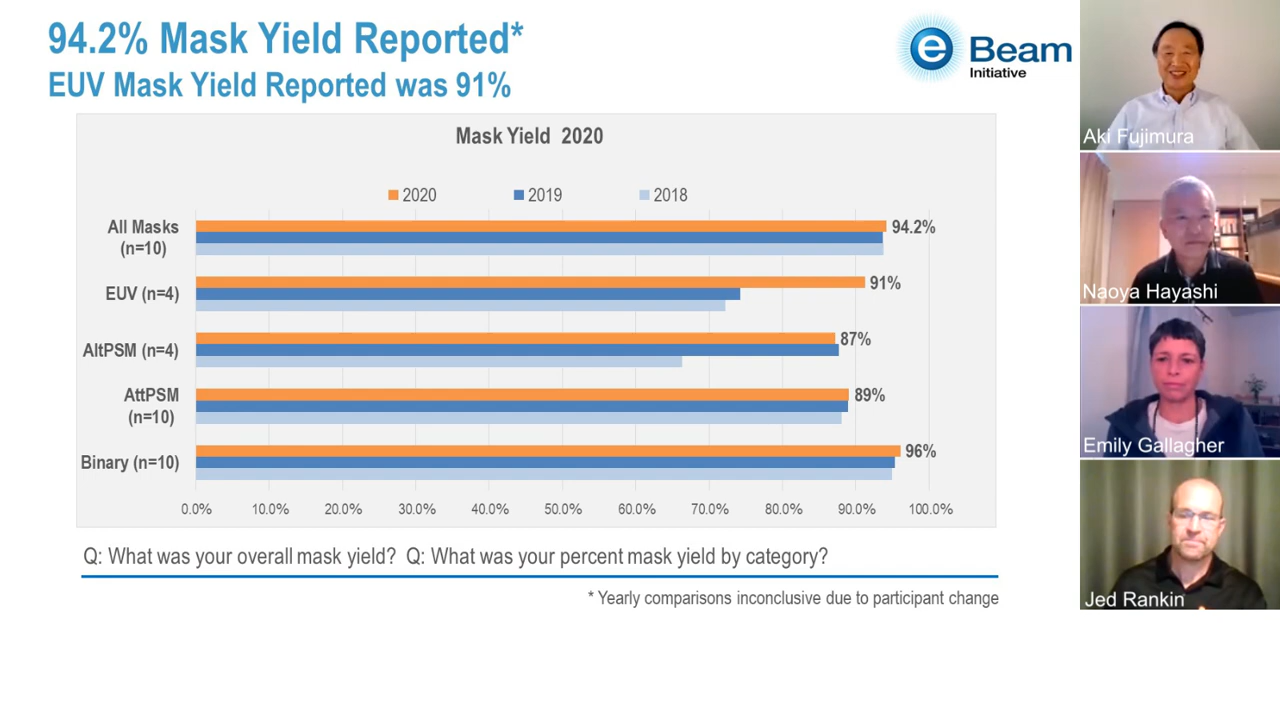 94.2% Mask Yield Reported*
EUV Mask Yield Reported was 91%
e Beam
Initiative
Mask Yield 2020
2020 2019 2018
All Masks
(n=10)
94.2%
EUV (n=4)
91%
AltPSM (n=4)
87%
AttPSM
(n=10)
89%
Binary (n=10)
96%
0.0% 10.0% 20.0% 30.0% 40.0% 50.0% 60.0% 70.0% 80.0% 90.0% 100.0%
Q: What was your overall mask yield? Q: What was your percent mask yield by category?
* Yearly comparisons inconclusive due to participant change
Aki Fujimura
Naoya Hayashi
Emily Gallagher
Jed Rankin